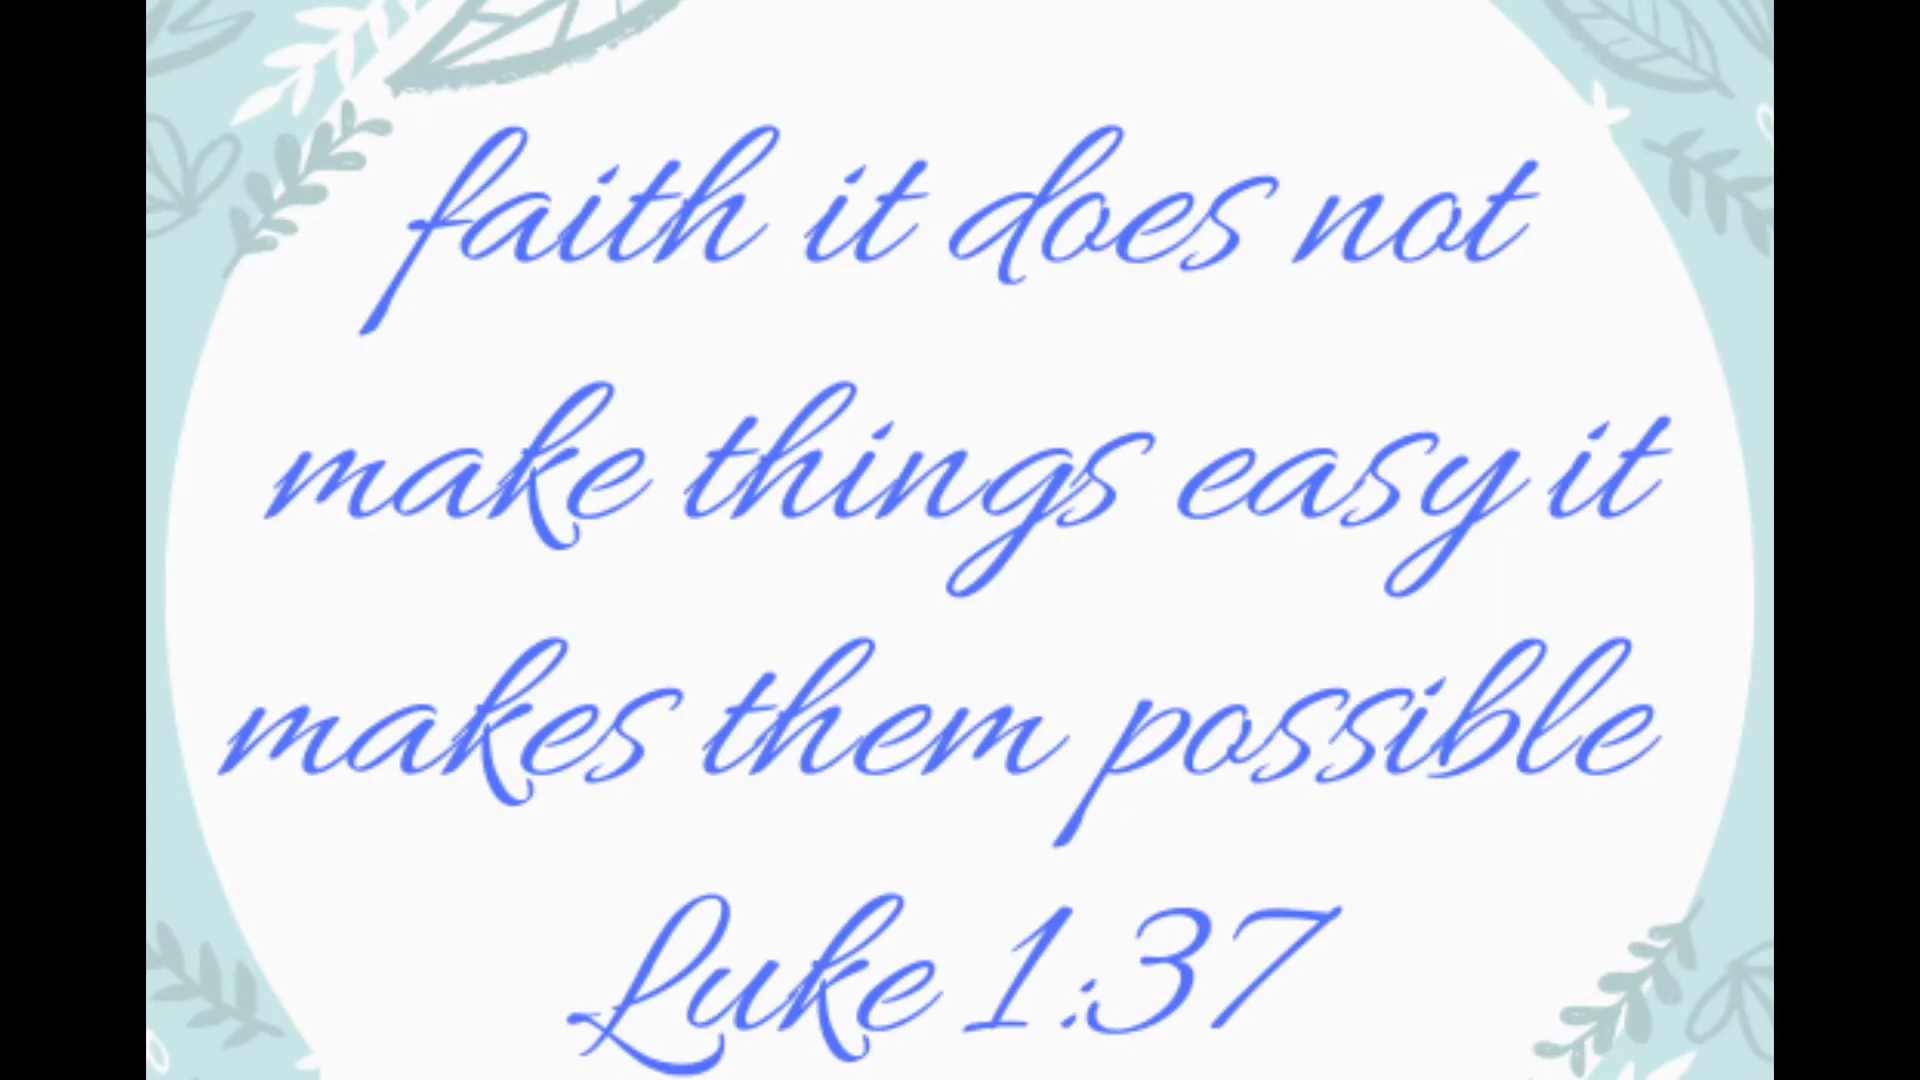 faith it does not
make things easy it
makes them possible
Luke 1:37